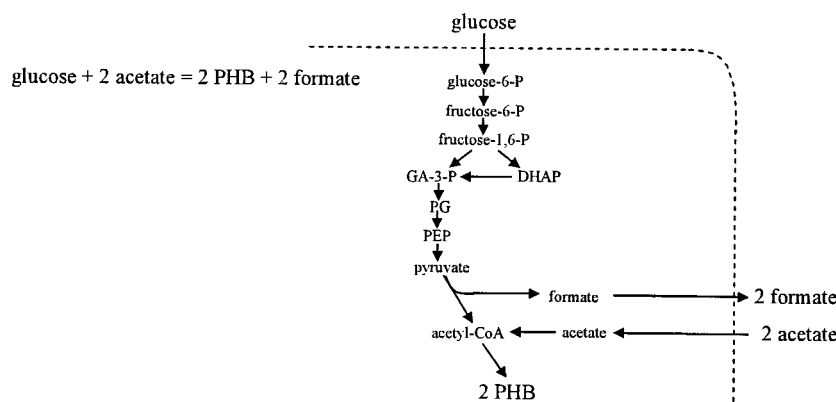 glucose
glucose + 2 acetate = 2 PHB + 2 formate
glucose-6-P
fructose-6-P
fructose-1,6-P
GA-3-P
DHAP
PG
PEP
pyruvate
formate
2 formate
acetyl-CoA
acetate
2 acetate
2 PHB